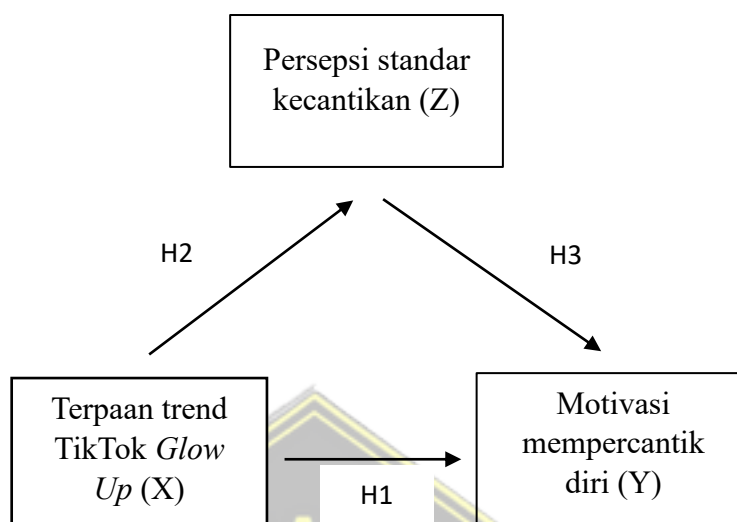 Persepsi standar
kecantikan (Z)
H2
H3
Terpaan trend
TikTok Glow
Up (X)
H1
Motivasi
mempercantik
diri (Y)